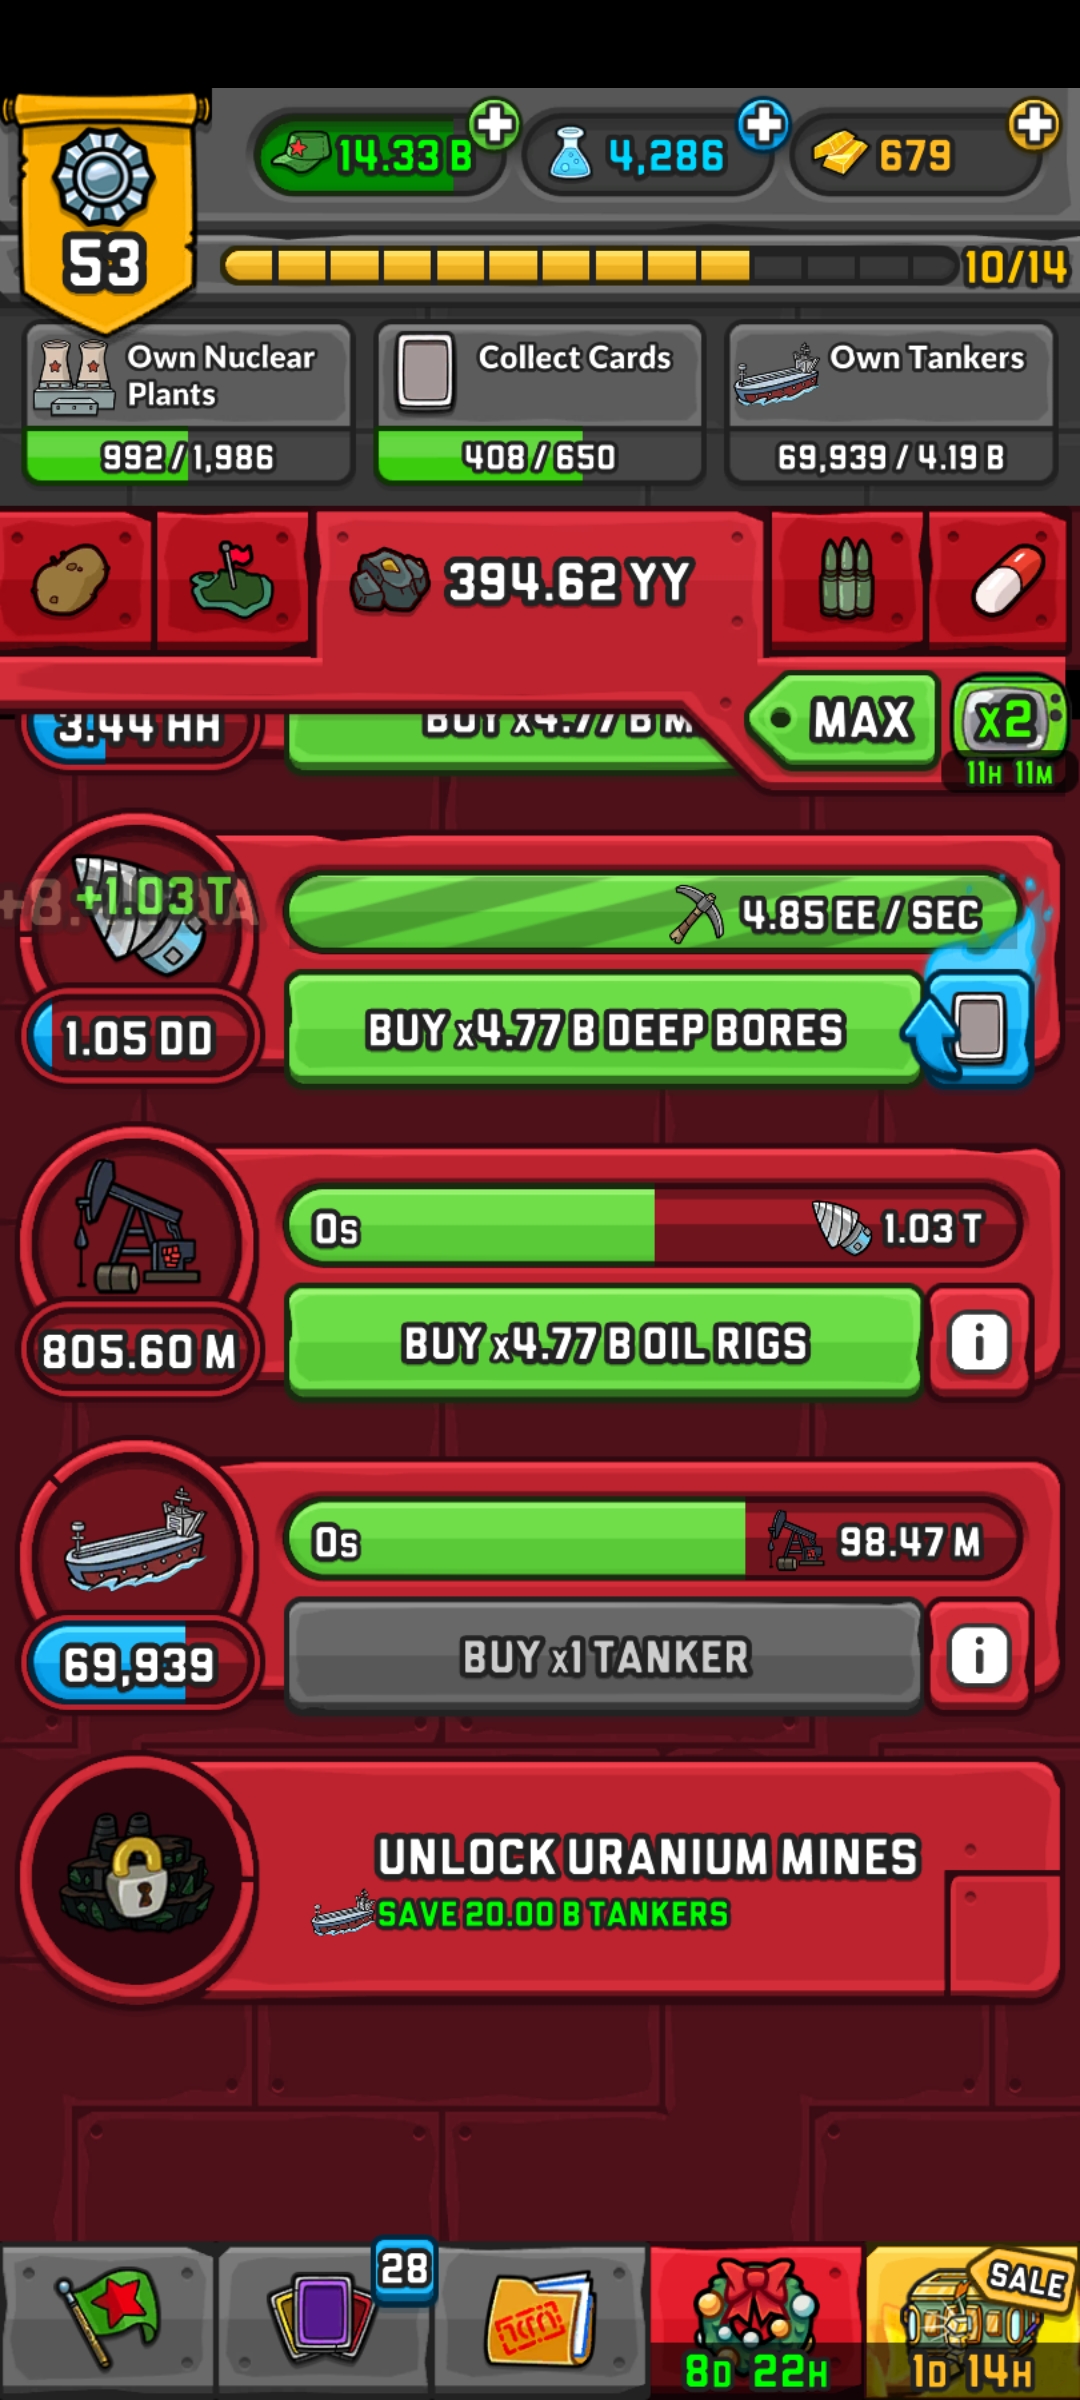 14.33 B
4,286
679
53
10/14
Own Nuclear
Plants
992 / 1,986
Collect Cards
408 / 650
Own Tankers
69,939 / 4.19 B
394.62 YY
3.44 HH
BUY x4.77 B M
MAX
x2
11H 11M
+1.03 T
4.85 EE / SEC
1.05 DD
BUY x4.77 B DEEP BORES
0s
1.03 T
805.60 M
BUY x4.77 B OIL RIGS
i
0s
98.47 M
69,939
BUY x1 TANKER
i
UNLOCK URANIUM MINES
SAVE 20.00 B TANKERS
28
SALE
8D 22H
1D 14H